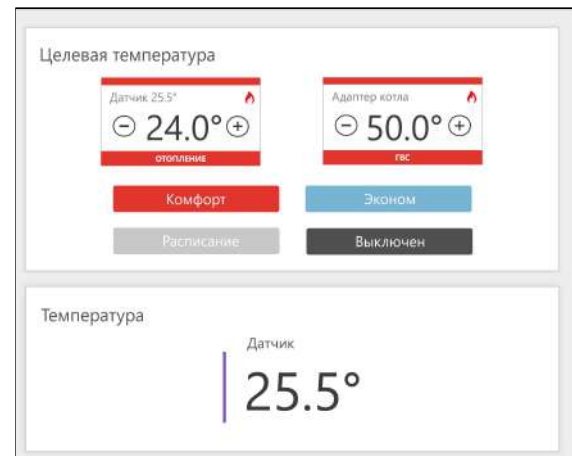 Целевая температура
Датчик 25.5°
24.0°
ОТОПЛЕНИЕ
Адаптер котла
50.0°
ГВС
Комфорт
Эконом
Расписание
Выключен
Температура
Датчик
25.5°